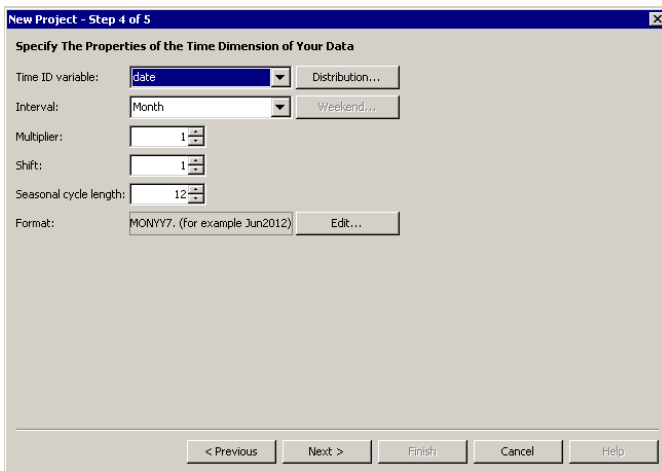 New Project - Step 4 of 5
Specify The Properties of the Time Dimension of Your Data
Time ID variable: date Distribution...
Interval: Month Weekend...
Multiplier: 1
Shift: 1
Seasonal cycle length: 12
Format: MONYY7. (for example Jun2012) Edit...
< Previous Next > Finish Cancel Help